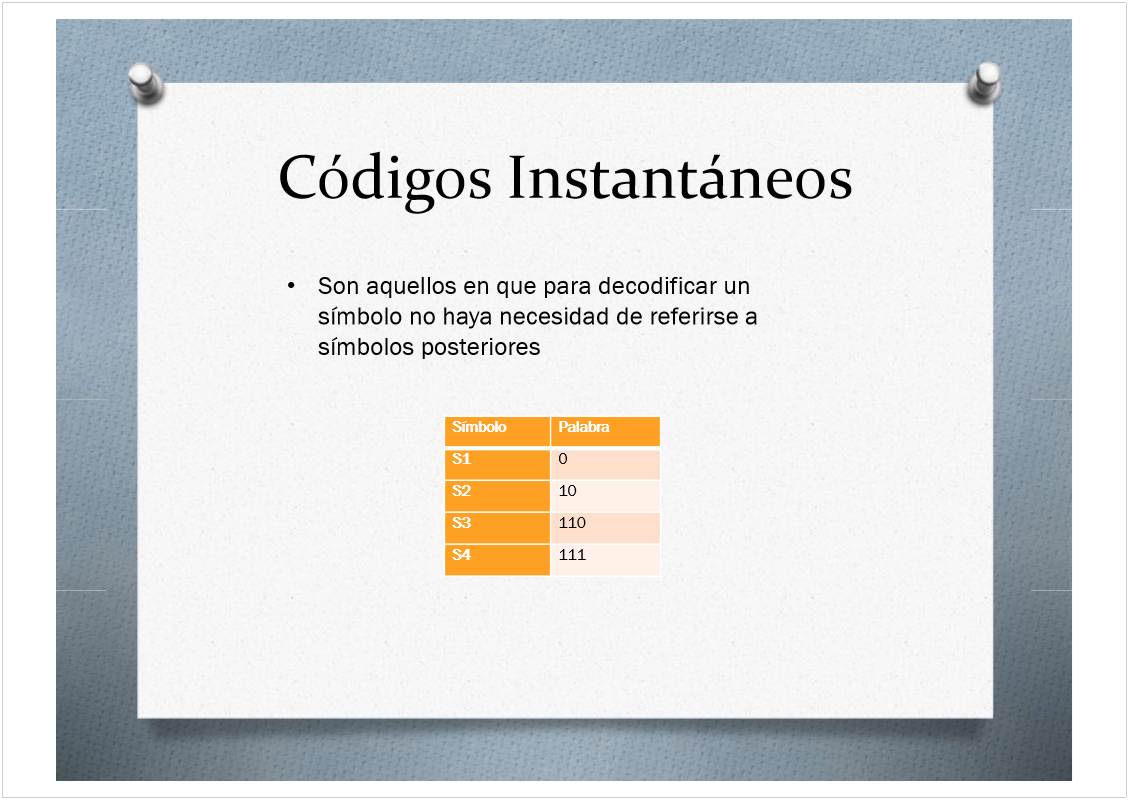 Códigos Instantáneos
• Son aquellos en que para decodificar un
símbolo no haya necesidad de referirse a
símbolos posteriores
Símbolo Palabra
S1 0
S2 10
S3 110
S4 111